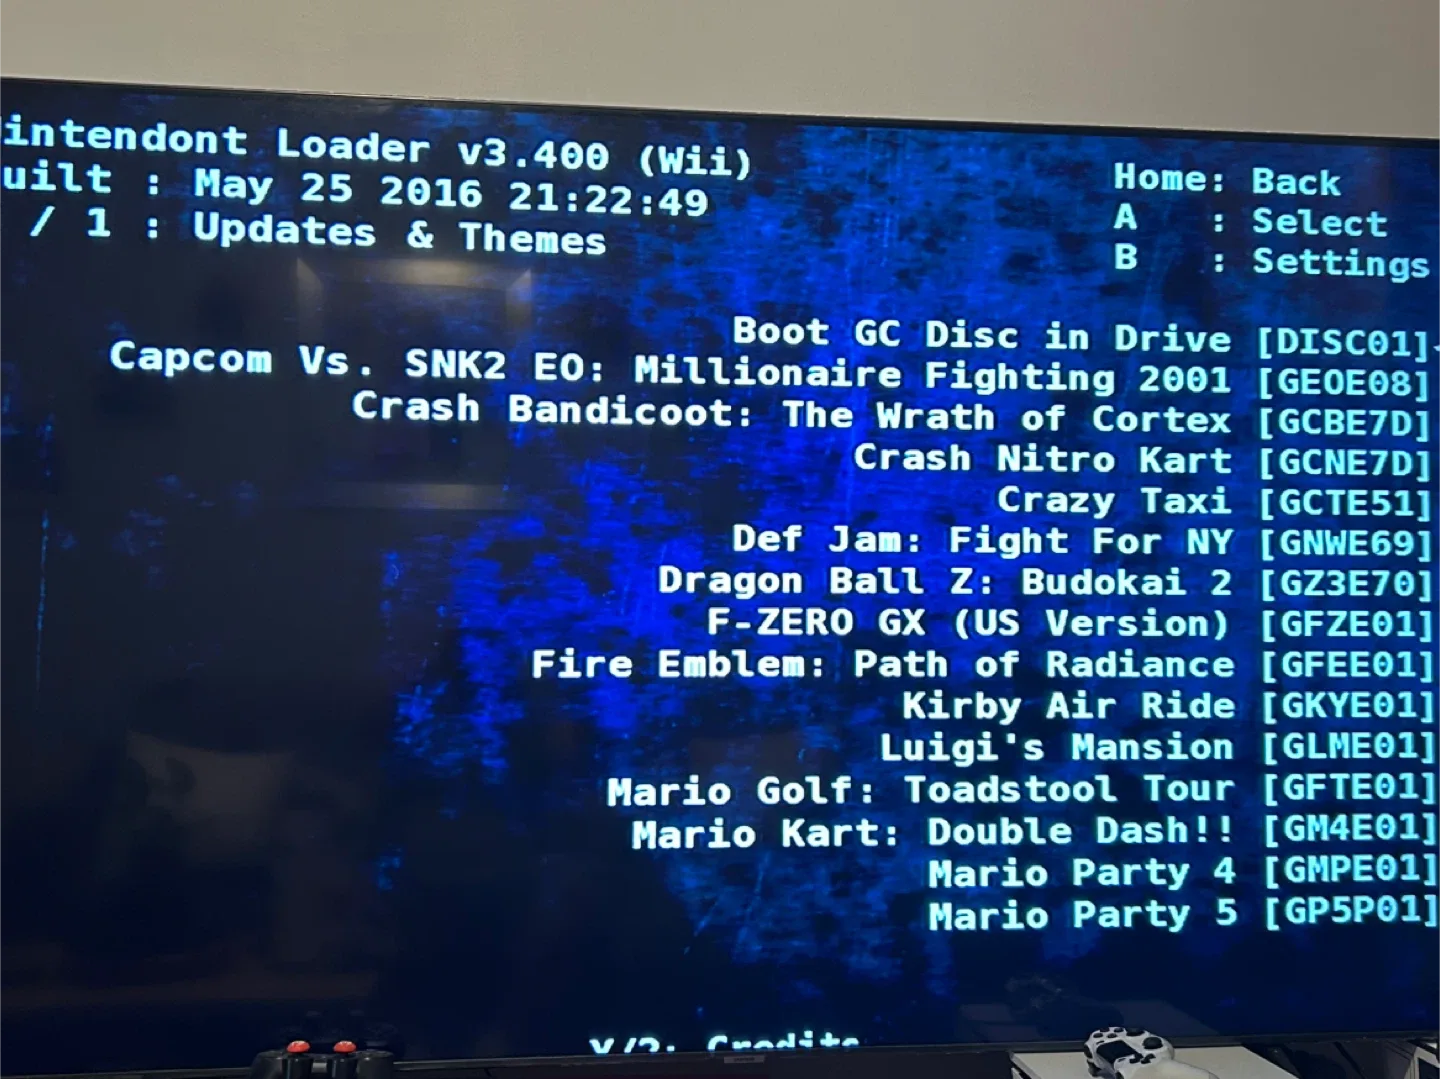 intendont Loader v3.400 (Wii)
uilt : May 25 2016 21:22:49
/ 1 : Updates & Themes
Home: Back
A : Select
B : Settings
Boot GC Disc in Drive [DISC01]
Capcom Vs. SNK2 EO: Millionaire Fighting 2001 [GEOE08]
Crash Bandicoot: The Wrath of Cortex [GCBE7D]
Crash Nitro Kart [GCNE7D]
Crazy Taxi [GCTE51]
Def Jam: Fight For NY [GNWE69]
Dragon Ball Z: Budokai 2 [GZ3E70]
F-ZERO GX (US Version) [GFZE01]
Fire Emblem: Path of Radiance [GFEE01]
Kirby Air Ride [GKYE01]
Luigi's Mansion [GLME01]
Mario Golf: Toadstool Tour [GFTE01]
Mario Kart: Double Dash!! [GM4E01]
Mario Party 4 [GMPE01]
Mario Party 5 [GP5P01]
Credits